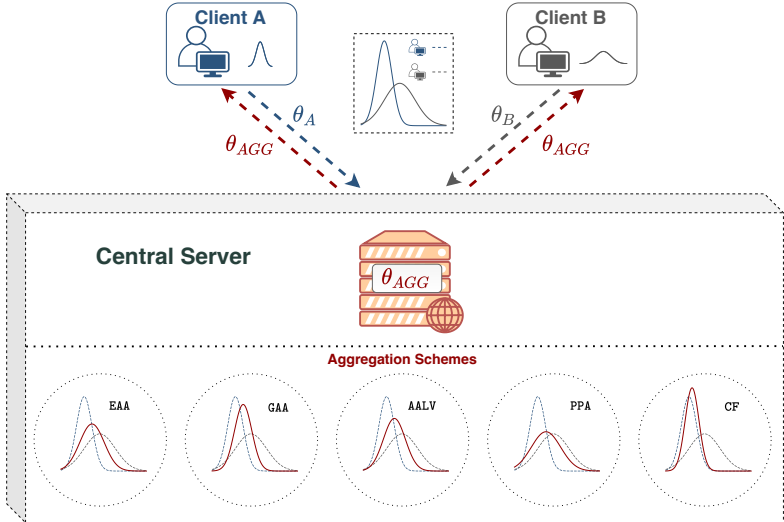 Client A
Client B
θ_A
θ_AGG
θ_B
θ_AGG
Central Server
θ_AGG
Aggregation Schemes
EAA
GAA
AALV
PPA
CF